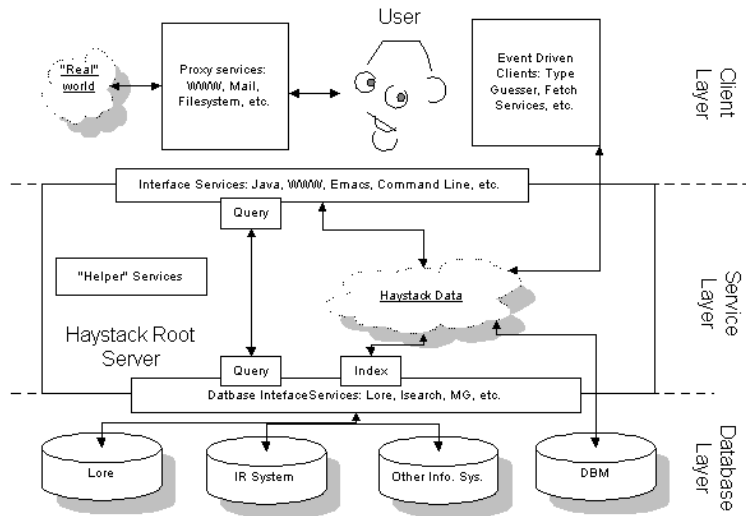 User
"Real"
world
Proxy services:
WWW, Mail,
Filesystem, etc.
Event Driven
Clients: Type
Guesser, Fetch
Services, etc.
Client
Layer
Interface Services: Java, WWW, Emacs, Command Line, etc.
Query
"Helper" Services
Haystack Data
Service
Layer
Haystack Root
Server
Query
Index
Datbase IntefaceServices: Lore, Isearch, MG, etc.
Lore
IR System
Other Info. Sys.
DBM
Database
Layer